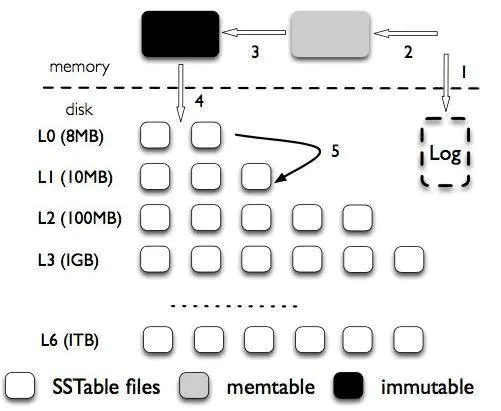 3
2
1
memory
disk
4
L0 (8MB)
5
Log
L1 (10MB)
L2 (100MB)
L3 (1GB)
L6 (1TB)
SSTable files
memtable
immutable